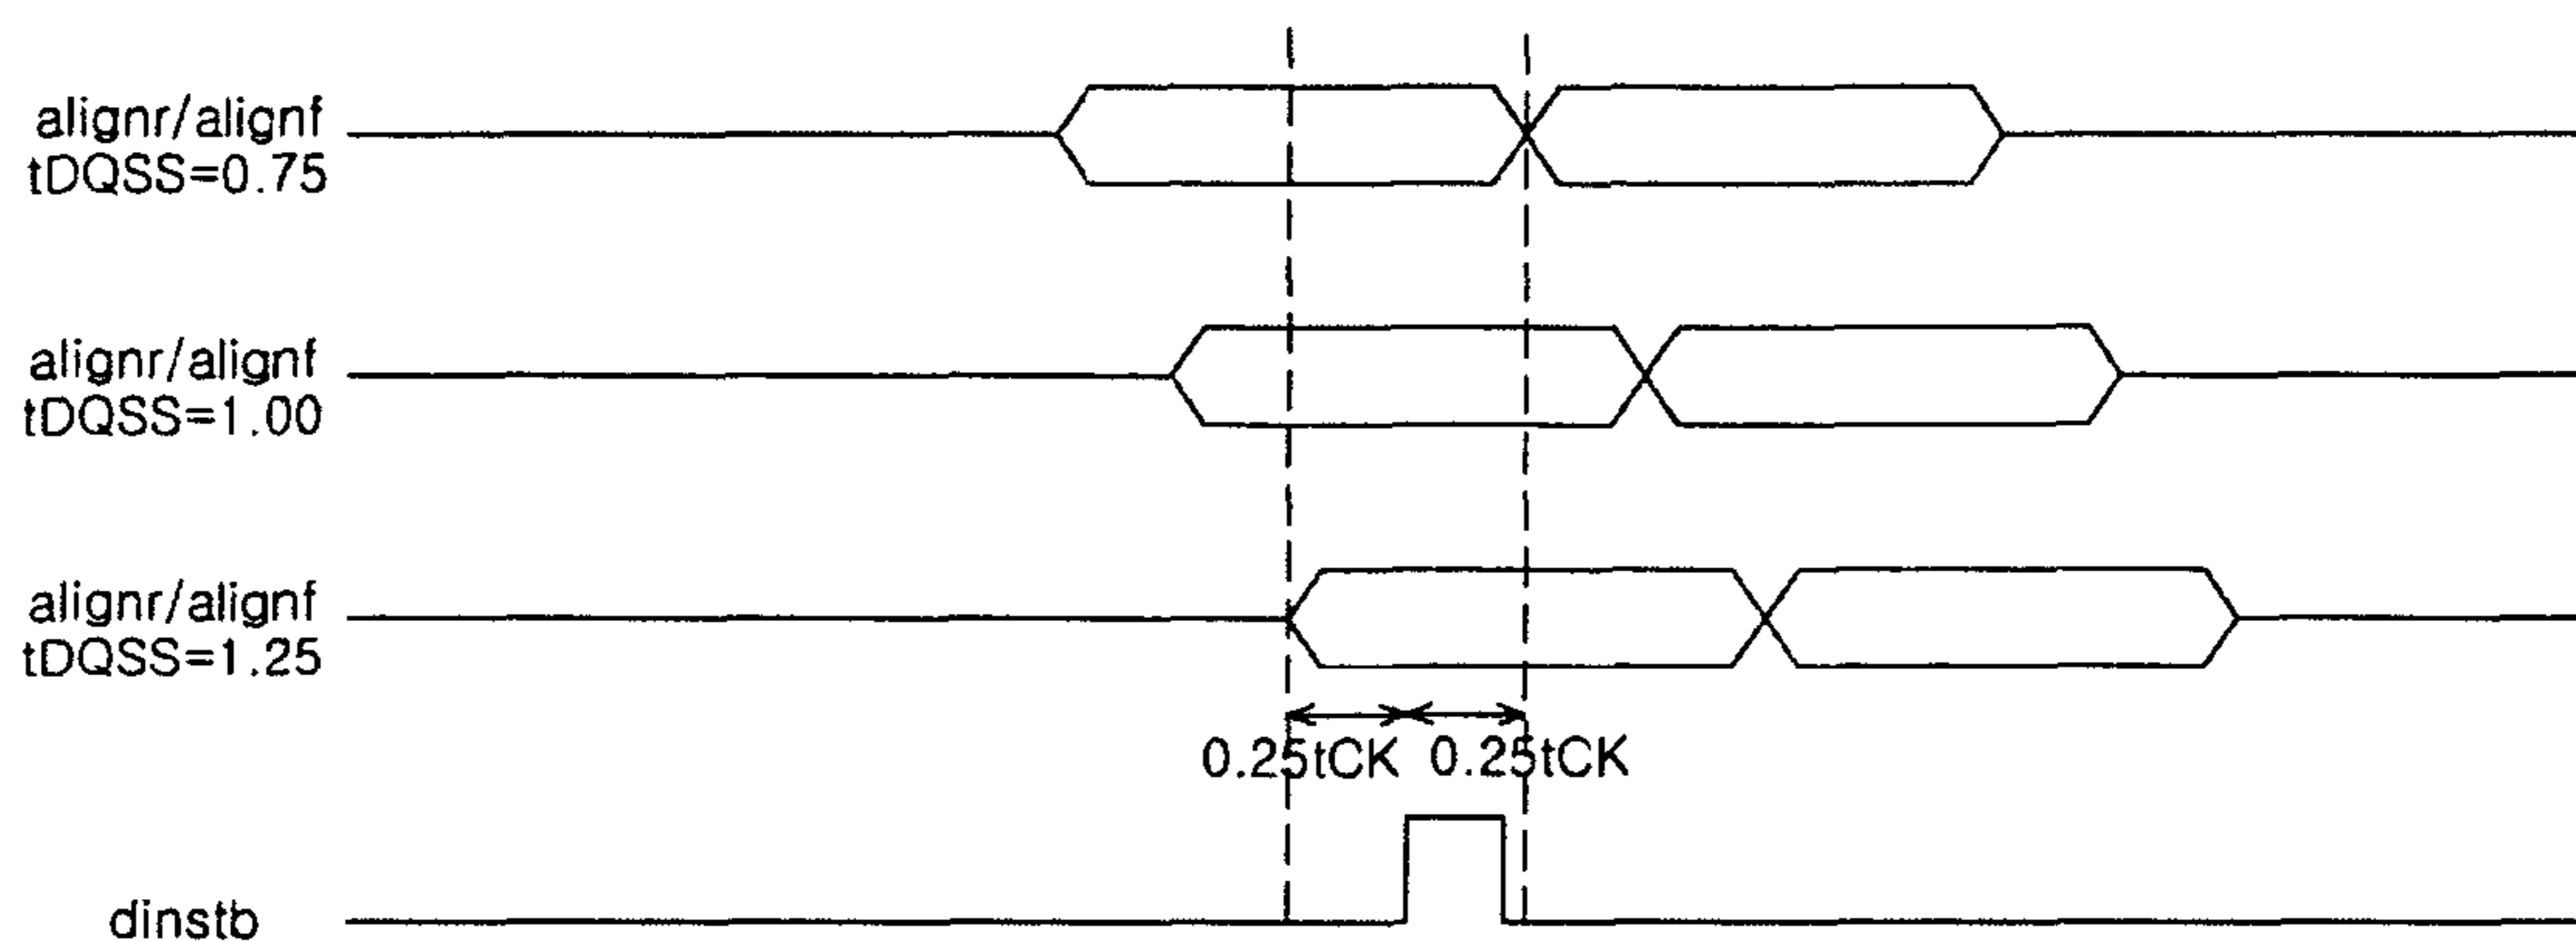 alignr/alignf
tDQSS=0.75
alignr/alignf
tDQSS=1.00
alignr/alignf
tDQSS=1.25
0.25tCK 0.25tCK
dinstb